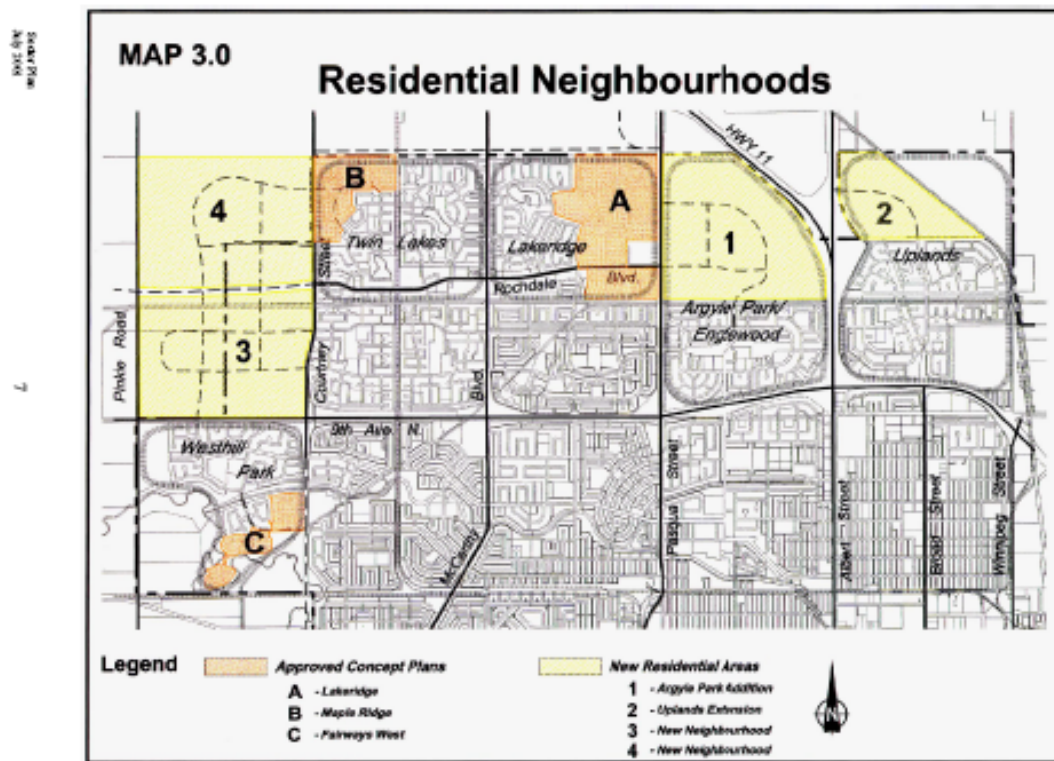 Sector Plan
7
MAP 3.0
Residential Neighbourhoods
HWY 11
B
A
4
2
1
Twin Lakes
Lakeridge
Uplands
Street
Rochdale
Blvd.
Argyle Park/
Englewood
Pinkie Road
3
Courtney
Blvd.
9th Ave N.
Westhill
Park
Pasqua Street
Albert Street
Broad Street
Winnipeg Street
C
McCarthy
Legend
Approved Concept Plans
A - Lakeridge
B - Maple Ridge
C - Fairways West
New Residential Areas
1 - Argyle Park Addition
2 - Uplands Extension
3 - New Neighbourhood
4 - New Neighbourhood
N